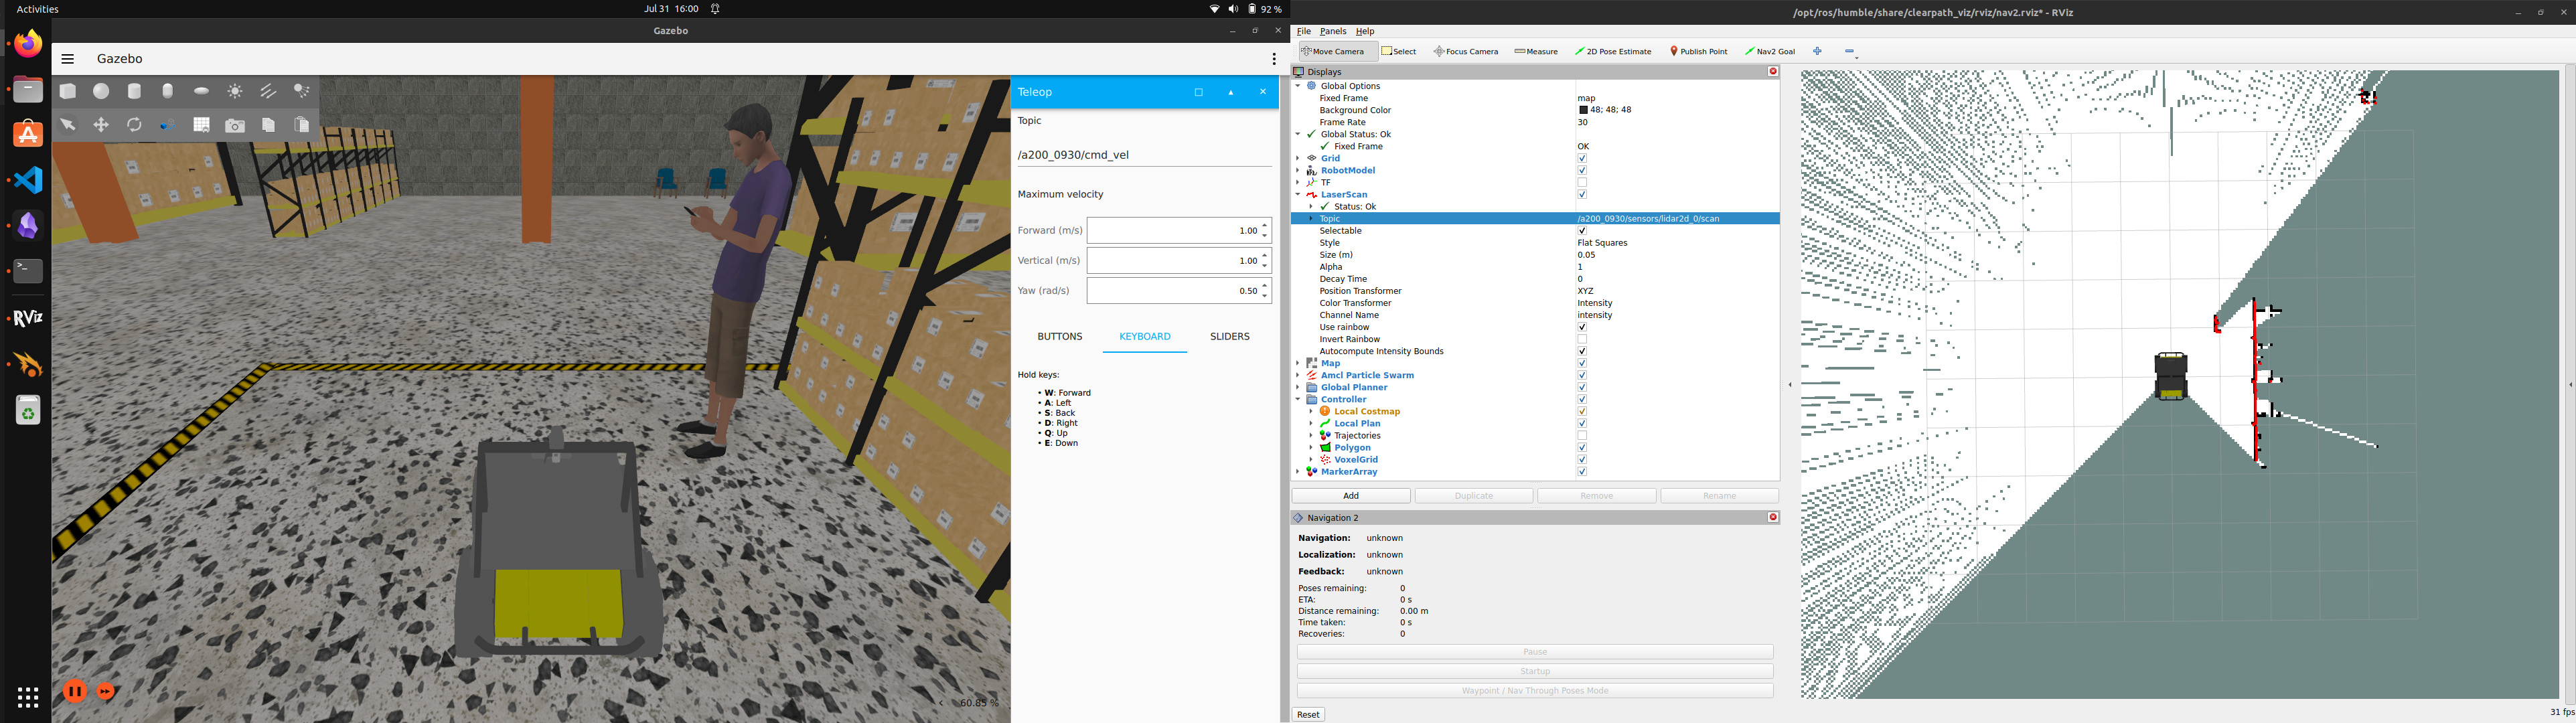 Activities
Jul 31 16:00
92 %
Gazebo
Gazebo
Teleop
Topic
/a200_0930/cmd_vel
Maximum velocity
Forward (m/s) 1.00
Vertical (m/s) 1.00
Yaw (rad/s) 0.50
BUTTONS KEYBOARD SLIDERS
Hold keys:
• W: Forward
• A: Left
• S: Back
• D: Right
• Q: Up
• E: Down
60.85 %
RViz
/opt/ros/humble/share/clearpath_viz/rviz/nav2.rviz* - RViz
File Panels Help
Move Camera Select Focus Camera Measure 2D Pose Estimate Publish Point Nav2 Goal
Displays
Global Options
Fixed Frame map
Background Color 48; 48; 48
Frame Rate 30
Global Status: Ok
Fixed Frame OK
Grid
RobotModel
TF
LaserScan
Status: Ok
Topic /a200_0930/sensors/lidar2d_0/scan
Selectable
Style Flat Squares
Size (m) 0.05
Alpha 1
Decay Time 0
Position Transformer XYZ
Color Transformer Intensity
Channel Name intensity
Use rainbow
Invert Rainbow
Autocompute Intensity Bounds
Map
Amcl Particle Swarm
Global Planner
Controller
Local Costmap
Local Plan
Trajectories
Polygon
VoxelGrid
MarkerArray
Add Duplicate Remove Rename
Navigation 2
Navigation: unknown
Localization: unknown
Feedback: unknown
Poses remaining: 0
ETA: 0 s
Distance remaining: 0.00 m
Time taken: 0 s
Recoveries: 0
Pause
Startup
Waypoint / Nav Through Poses Mode
Reset
31 fps